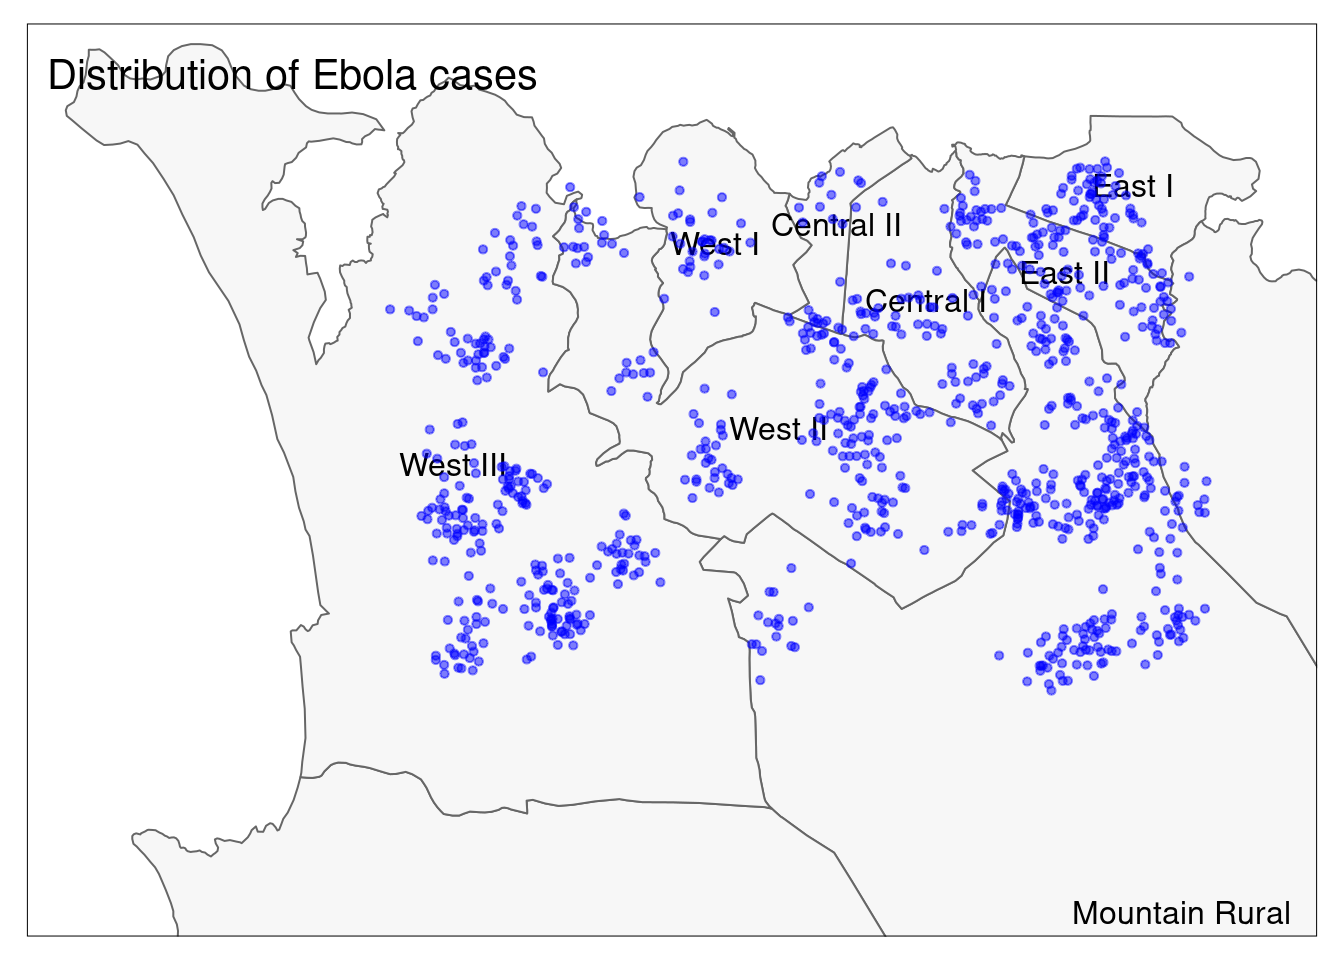 Distribution of Ebola cases
East I
Central II
West I
East II
Central I
West II
West III
Mountain Rural